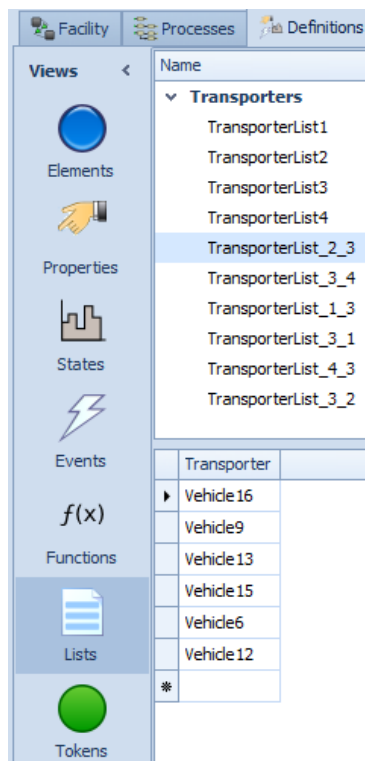 Facility Processes Definitions
Views <
Elements
Properties
States
Events
f(x)
Functions
Lists
Tokens
Name
Transporters
TransporterList1
TransporterList2
TransporterList3
TransporterList4
TransporterList_2_3
TransporterList_3_4
TransporterList_1_3
TransporterList_3_1
TransporterList_4_3
TransporterList_3_2
Transporter
Vehicle16
Vehicle9
Vehicle13
Vehicle15
Vehicle6
Vehicle12
*